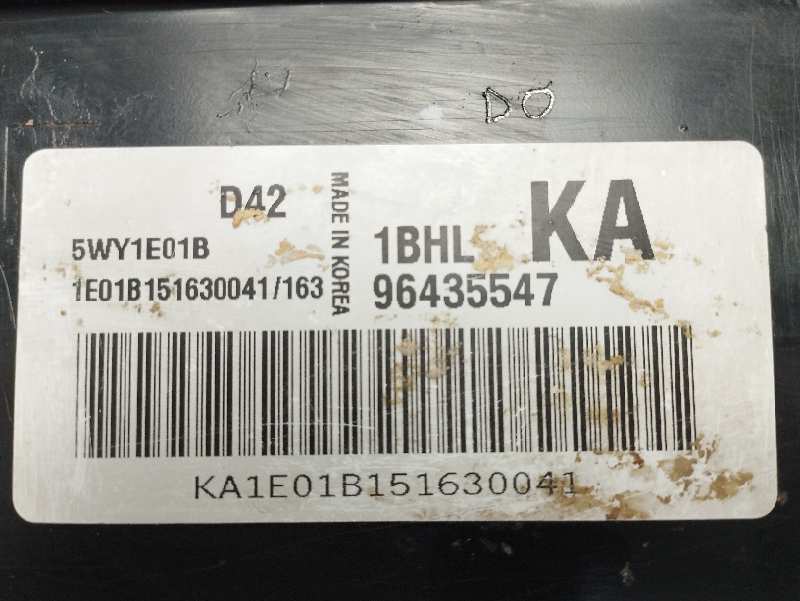 DO
D42
5WY1E01B
1E01B151630041/163
MADE IN KOREA
1BHL
KA
96435547
KA1E01B151630041